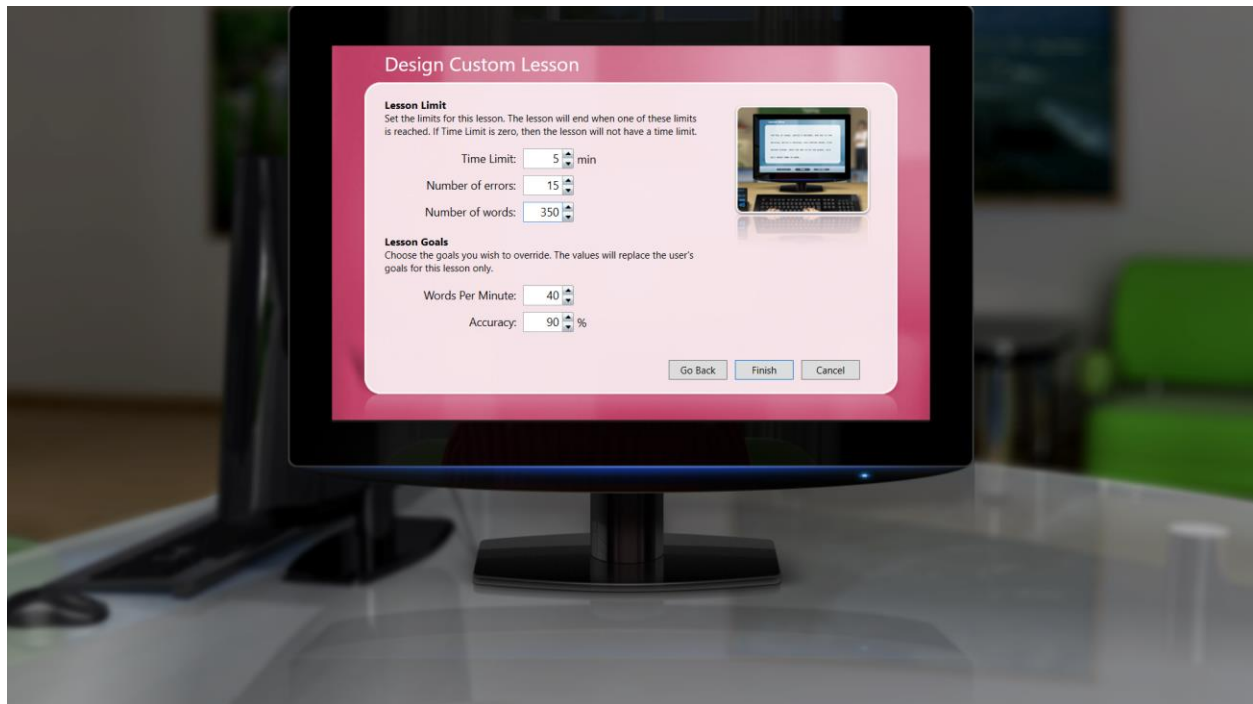 Design Custom Lesson
Lesson Limit
Set the limits for this lesson. The lesson will end when one of these limits
is reached. If Time Limit is zero, then the lesson will not have a time limit.
Time Limit: 5 min
Number of errors: 15
Number of words: 350
Lesson Goals
Choose the goals you wish to override. The values will replace the user's
goals for this lesson only.
Words Per Minute: 40
Accuracy: 90 %
Go Back Finish Cancel